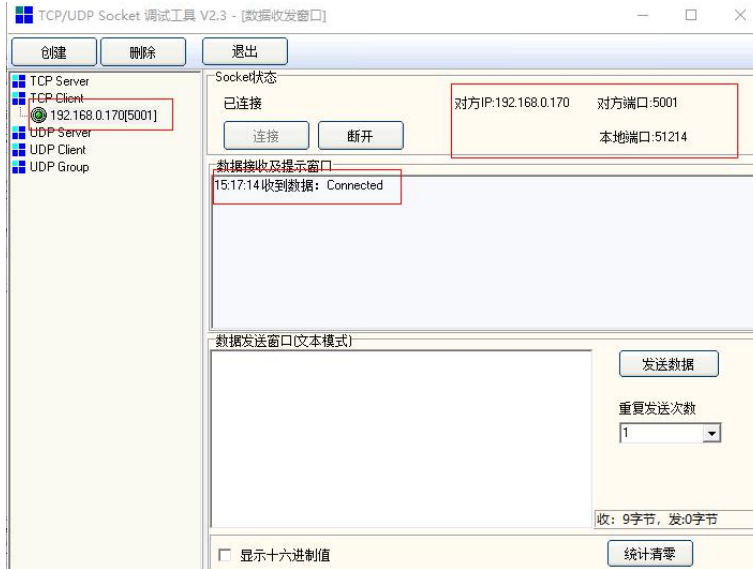 TCP/UDP Socket 调试工具 V2.3 - [数据收发窗口]
创建 删除 退出
TCP Server
TCP Client
192.168.0.170[5001]
UDP Server
UDP Client
UDP Group
Socket状态
已连接 对方IP:192.168.0.170 对方端口:5001
连接 断开 本地端口:51214
数据接收及提示窗口
15:17:14 收到数据：Connected
数据发送窗口(文本模式)
发送数据
重复发送次数
1
收：9字节，发:0字节
显示十六进制值 统计清零